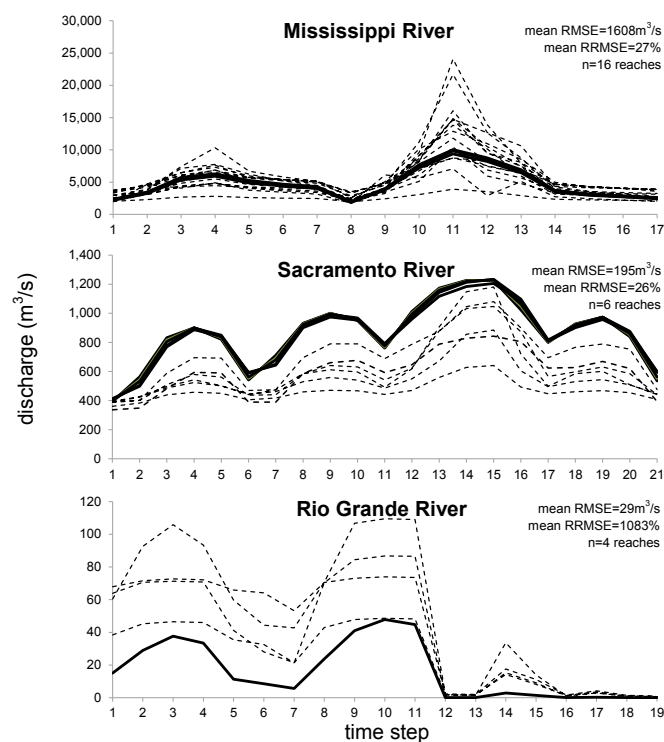 30,000
25,000
20,000
15,000
10,000
5,000
0
Mississippi River
mean RMSE=1608m³/s
mean RRMSE=27%
n=16 reaches
1 2 3 4 5 6 7 8 9 10 11 12 13 14 15 16 17
1,400
1,200
1,000
800
600
400
200
0
Sacramento River
mean RMSE=195m³/s
mean RRMSE=26%
n=6 reaches
1 2 3 4 5 6 7 8 9 10 11 12 13 14 15 16 17 18 19 20 21
discharge (m³/s)
120
100
80
60
40
20
0
Rio Grande River
mean RMSE=29m³/s
mean RRMSE=1083%
n=4 reaches
1 2 3 4 5 6 7 8 9 10 11 12 13 14 15 16 17 18 19
time step